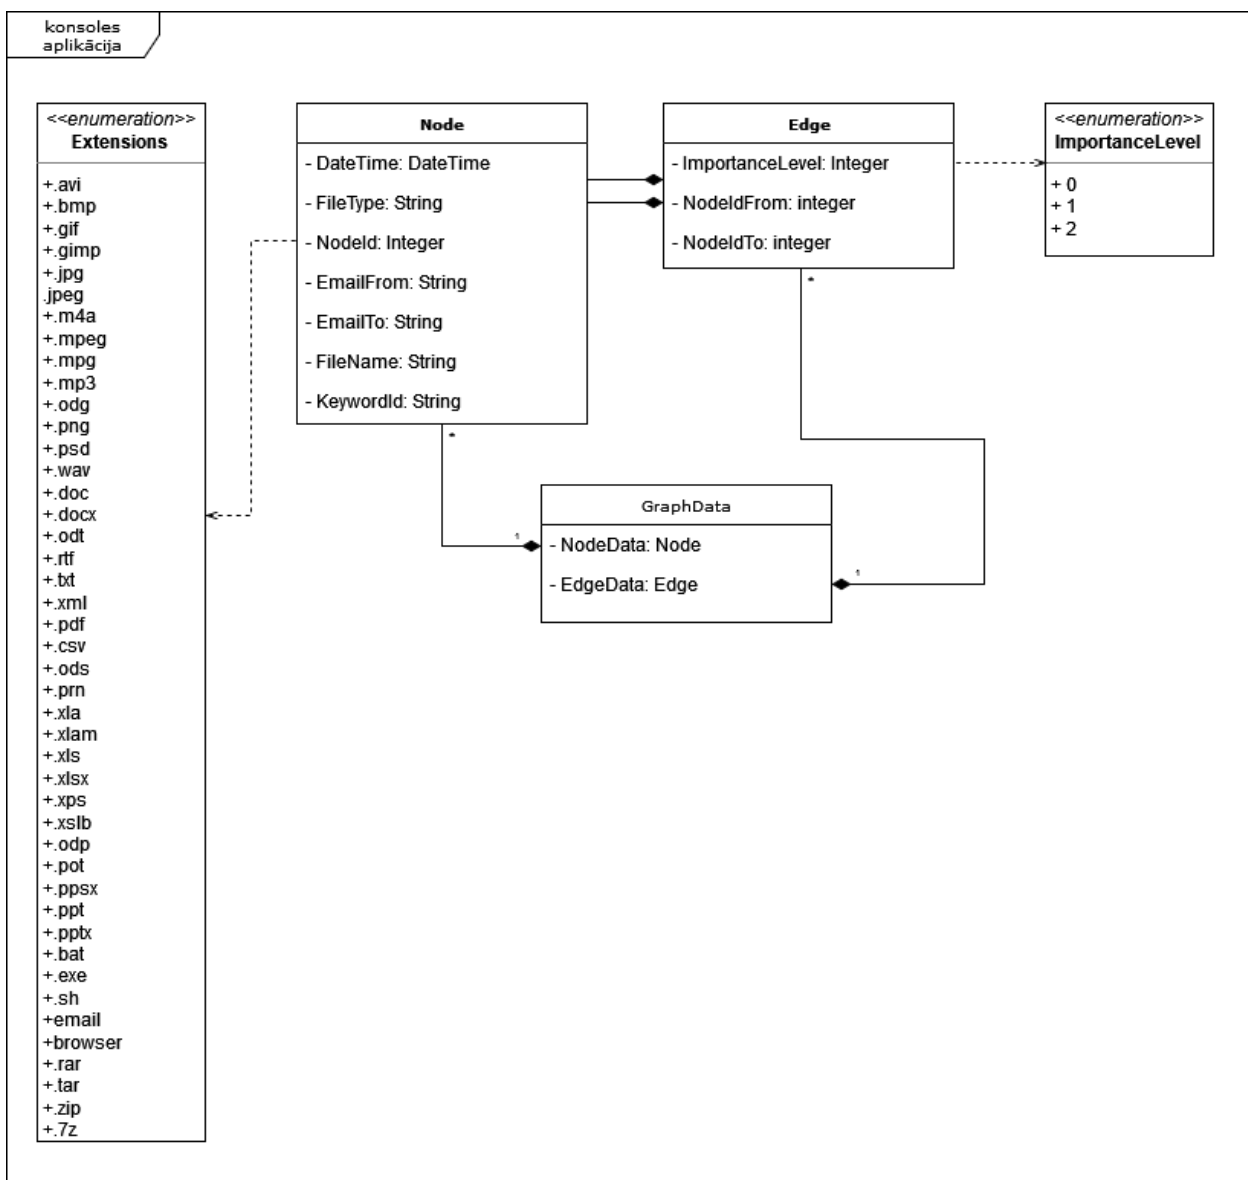 konsoles
aplikācija
<<enumeration>>
Extensions
+.avi
+.bmp
+.gif
+.gimp
+.jpg
.jpeg
+.m4a
+.mpeg
+.mpg
+.mp3
+.odg
+.png
+.psd
+.wav
+.doc
+.docx
+.odt
+.rtf
+.txt
+.xml
+.pdf
+.csv
+.ods
+.prn
+.xla
+.xlam
+.xls
+.xlsx
+.xps
+.xslb
+.odp
+.pot
+.ppsx
+.ppt
+.pptx
+.bat
+.exe
+.sh
+email
+browser
+.rar
+.tar
+.zip
+.7z
Node
- DateTime: DateTime
- FileType: String
- NodeId: Integer
- EmailFrom: String
- EmailTo: String
- FileName: String
- KeywordId: String
*
Edge
- ImportanceLevel: Integer
- NodeIdFrom: integer
- NodeIdTo: integer
*
<<enumeration>>
ImportanceLevel
+ 0
+ 1
+ 2
GraphData
1
- NodeData: Node
- EdgeData: Edge
1